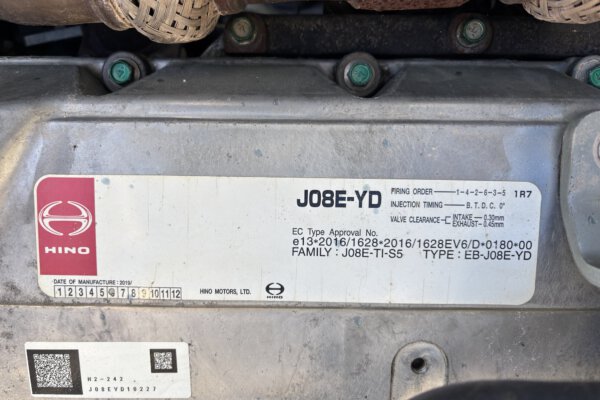 HINO
J08E-YD
FIRING ORDER 1-4-2-6-3-5 1R7
INJECTION TIMING B.T.D.C. 0°
VALVE CLEARANCE INTAKE 0.30mm
EXHAUST 0.45mm
EC Type Approval No.
e13*2016/1628*2016/1628EV6/D*0180*00
FAMILY : J08E-TI-S5 TYPE : EB-J08E-YD
DATE OF MANUFACTURE : 2019/
1 2 3 4 5 7 8 9 10 11 12
HINO MOTORS, LTD.
HINO
H2-242
J08EYD19227